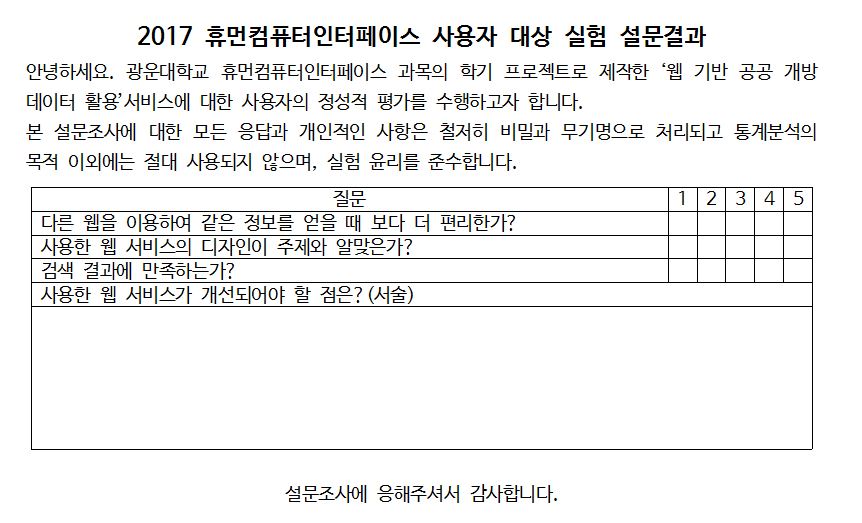 2017 휴먼컴퓨터인터페이스 사용자 대상 실험 설문결과
안녕하세요. 광운대학교 휴먼컴퓨터인터페이스 과목의 학기 프로젝트로 제작한 ‘웹 기반 공공 개방
데이터 활용’서비스에 대한 사용자의 정성적 평가를 수행하고자 합니다.
본 설문조사에 대한 모든 응답과 개인적인 사항은 철저히 비밀과 무기명으로 처리되고 통계분석의
목적 이외에는 절대 사용되지 않으며, 실험 윤리를 준수합니다.
질문 1 2 3 4 5
다른 웹을 이용하여 같은 정보를 얻을 때 보다 더 편리한가?
사용한 웹 서비스의 디자인이 주제와 알맞은가?
검색 결과에 만족하는가?
사용한 웹 서비스가 개선되어야 할 점은? (서술)
설문조사에 응해주셔서 감사합니다.